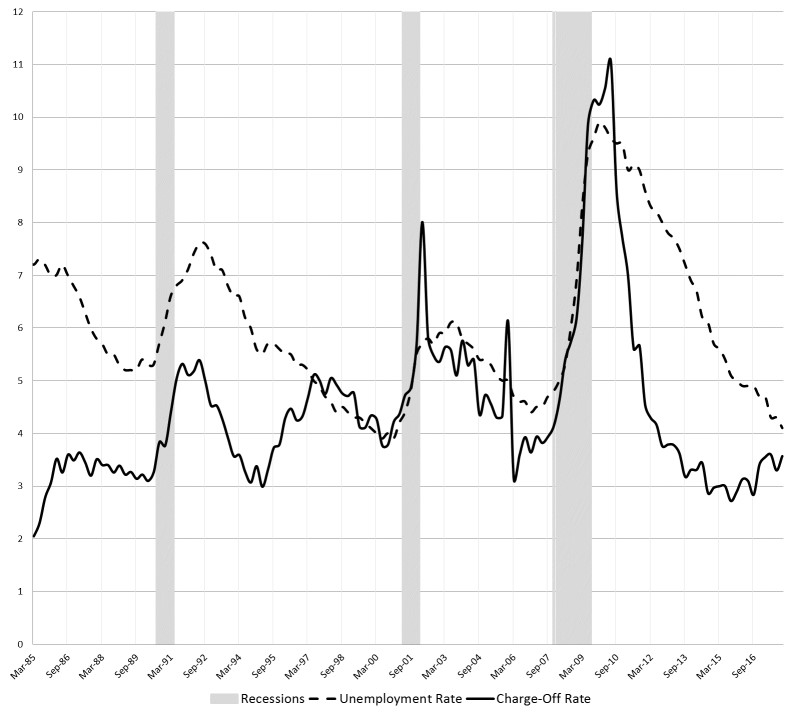 12
11
10
9
8
7
6
5
4
3
2
1
0
Mar-85
Sep-86
Mar-88
Sep-89
Mar-91
Sep-92
Mar-94
Sep-95
Mar-97
Sep-98
Mar-00
Sep-01
Mar-03
Sep-04
Mar-06
Sep-07
Mar-09
Sep-10
Mar-12
Sep-13
Mar-15
Sep-16
Recessions Unemployment Rate Charge-Off Rate